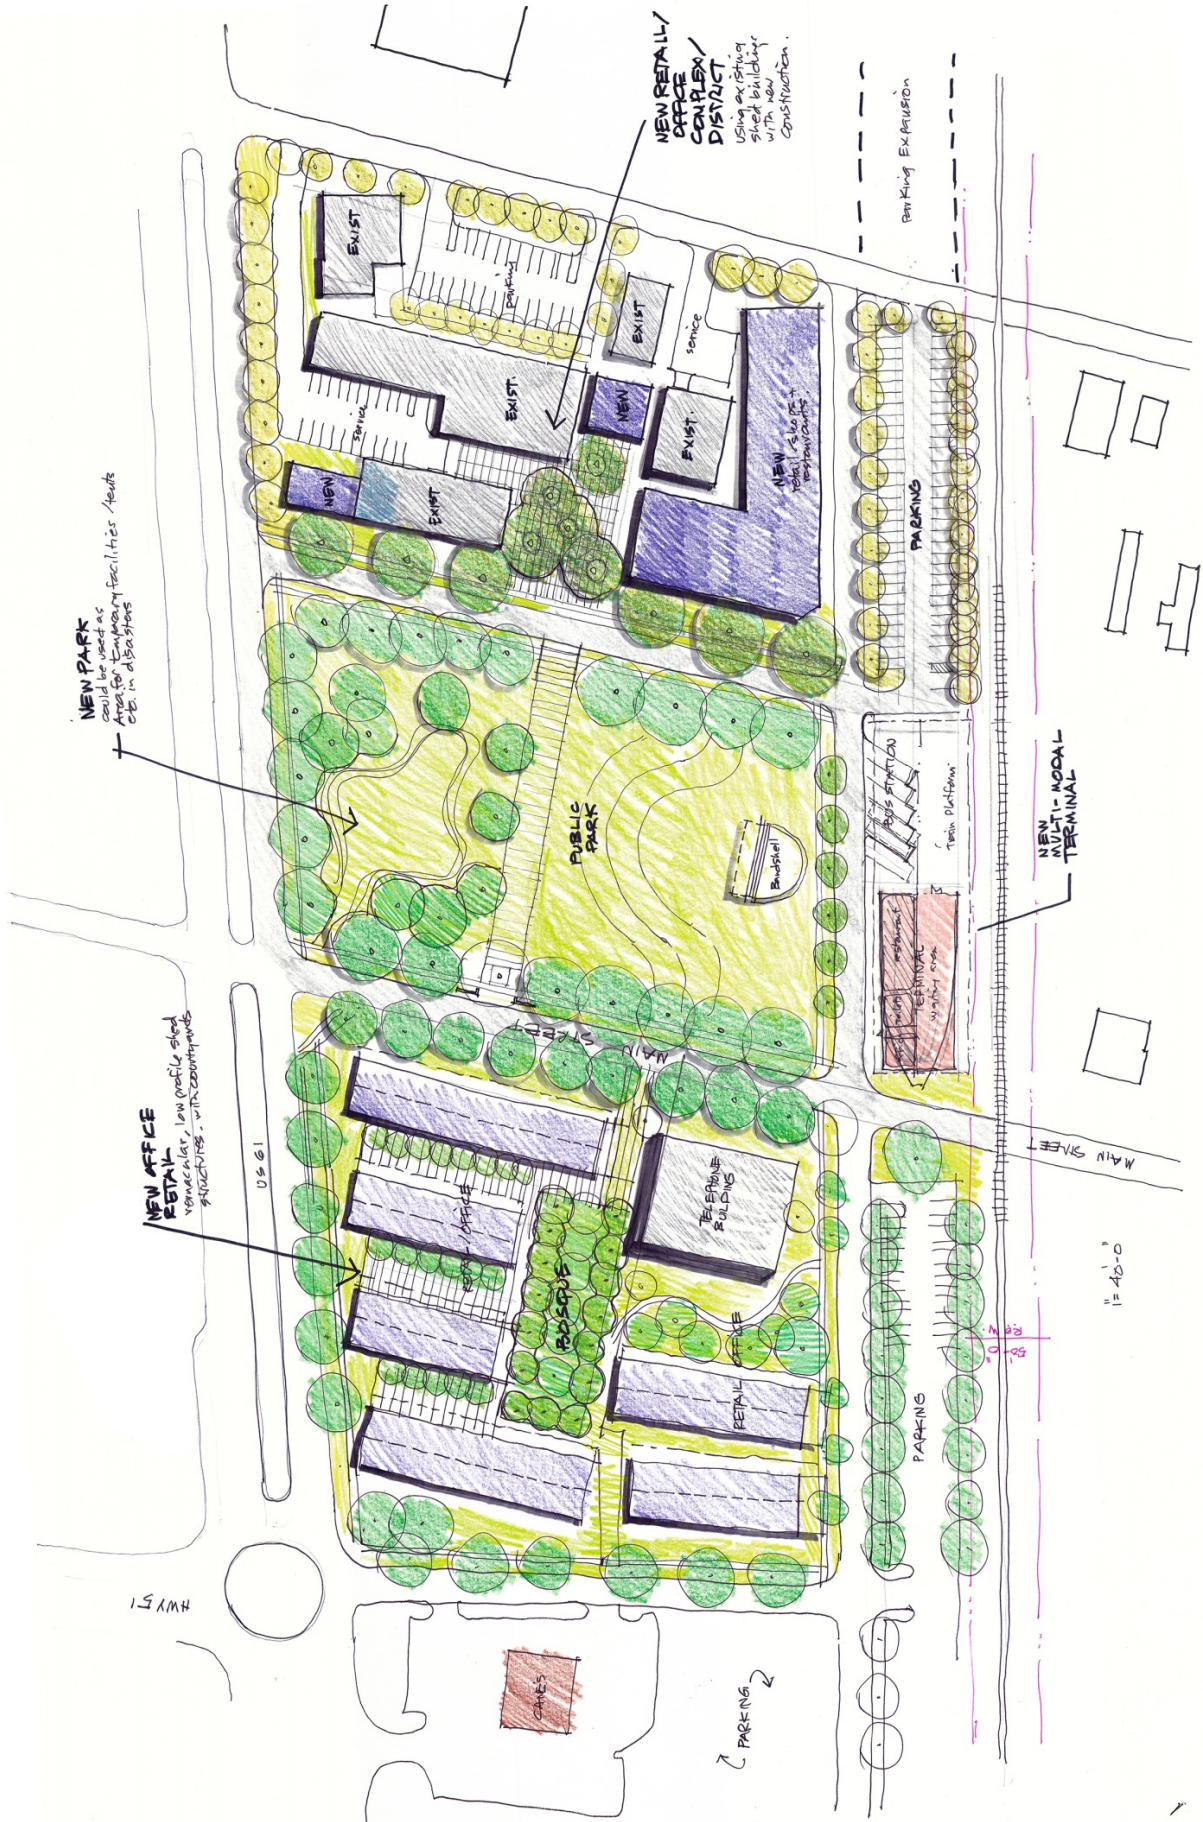 NEW PARK
could be used as
Area for temporary facilities / tents
etc. in disasters
NEW OFFICE
RETAIL
vernacular, low profile shed
structures, with courtyards
NEW RETAIL/
OFFICE
COMPLEX/
DISTRICT
using existing
shed buildings
with new
construction.
HWY 51
US 61
CANE'S
PARKING
RETAIL / OFFICE
BOSQUE
TELEPHONE
BUILDING
RETAIL
OFFICE
PARKING
MAIN STREET
MAIN STREET
PUBLIC
PARK
Bandshell
restaurant
TERMINAL
waiting area
BUS STATION
Train Platform
NEW
MULTI-MODAL
TERMINAL
NEW
EXIST
service
EXIST.
EXIST
parking
NEW
EXIST
EXIST.
service
NEW
retail shops +
restaurants.
PARKING
Parking Expansion
50'-0"
1"=40'-0"